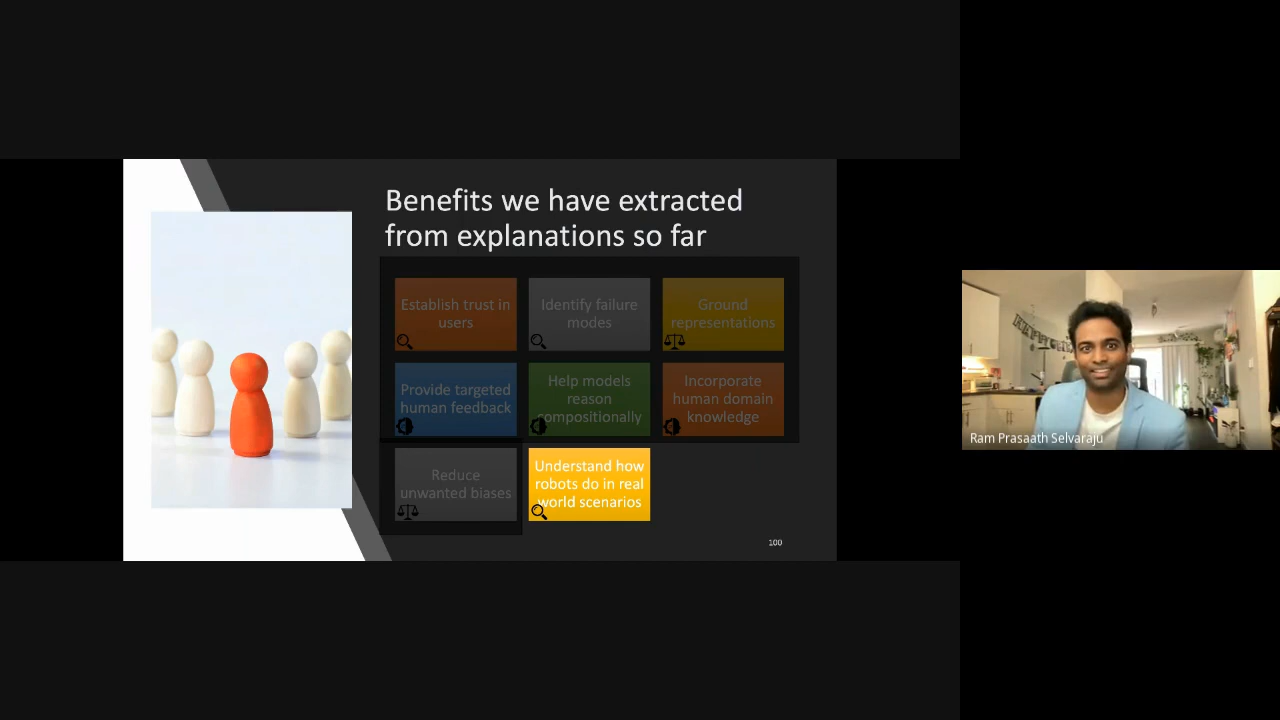 Benefits we have extracted
from explanations so far
Establish trust in
users
Identify failure
modes
Ground
representations
Provide targeted
human feedback
Help models
reason
compositionally
Incorporate
human domain
knowledge
Reduce
unwanted biases
Understand how
robots do in real
world scenarios
100
Ram Prasaath Selvaraju